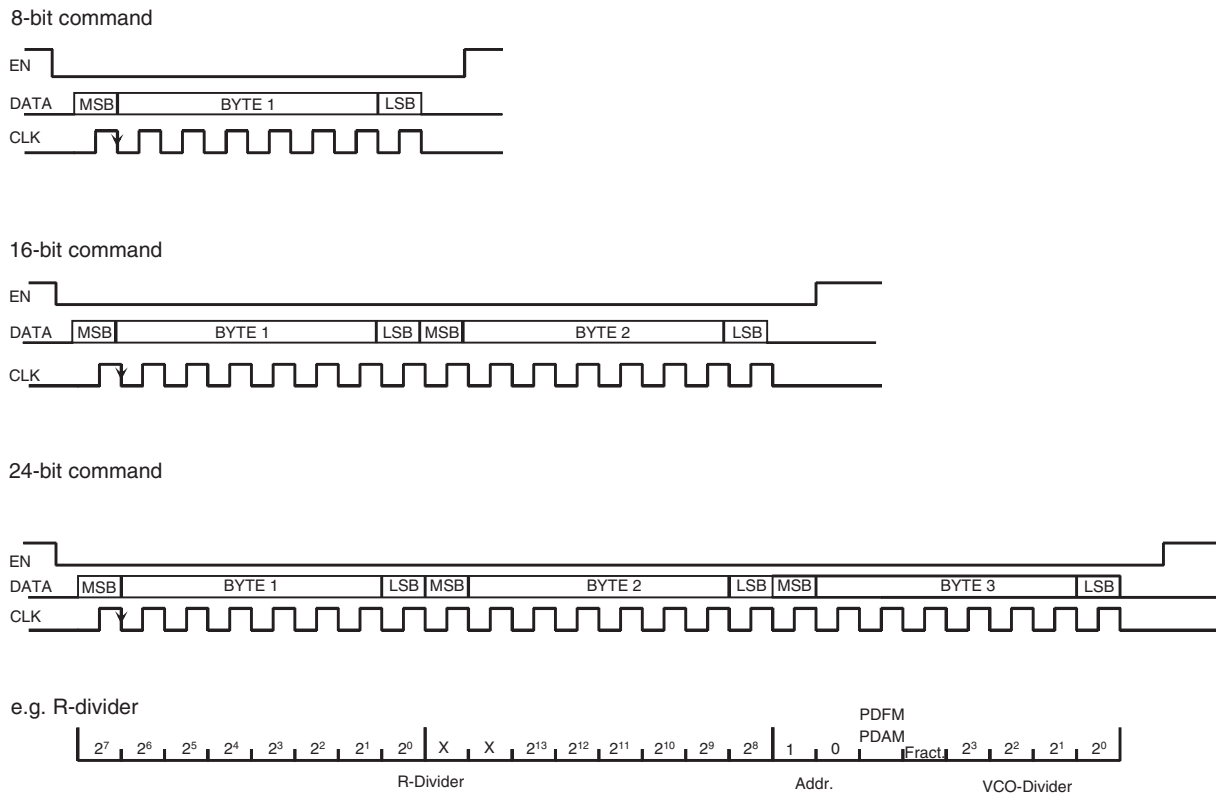 8-bit command
EN
DATA MSB BYTE 1 LSB
CLK
16-bit command
EN
DATA MSB BYTE 1 LSB MSB BYTE 2 LSB
CLK
24-bit command
EN
DATA MSB BYTE 1 LSB MSB BYTE 2 LSB MSB BYTE 3 LSB
CLK
e.g. R-divider
PDFM
PDAM
2⁷ 2⁶ 2⁵ 2⁴ 2³ 2² 2¹ 2⁰ X X 2¹³ 2¹² 2¹¹ 2¹⁰ 2⁹ 2⁸ 1 0 Fract. 2³ 2² 2¹ 2⁰
R-Divider Addr. VCO-Divider